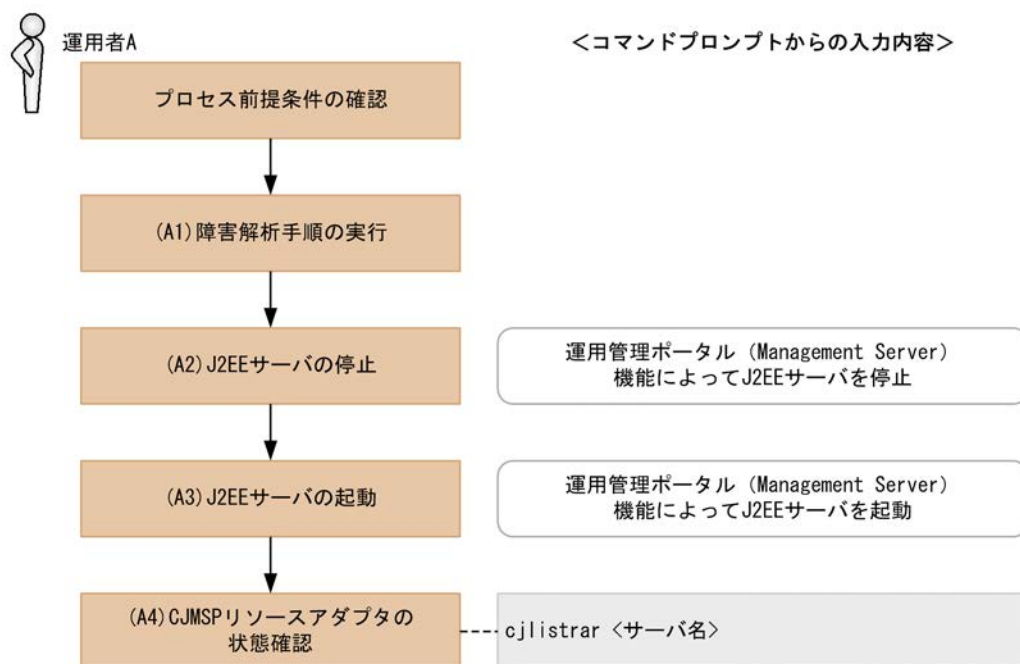 運用者A
＜コマンドプロンプトからの入力内容＞
プロセス前提条件の確認
(A1)障害解析手順の実行
(A2)J2EEサーバの停止
運用管理ポータル（Management Server）
機能によってJ2EEサーバを停止
(A3)J2EEサーバの起動
運用管理ポータル（Management Server）
機能によってJ2EEサーバを起動
(A4)CJMSPリソースアダプタの
状態確認
cjlistrar <サーバ名>